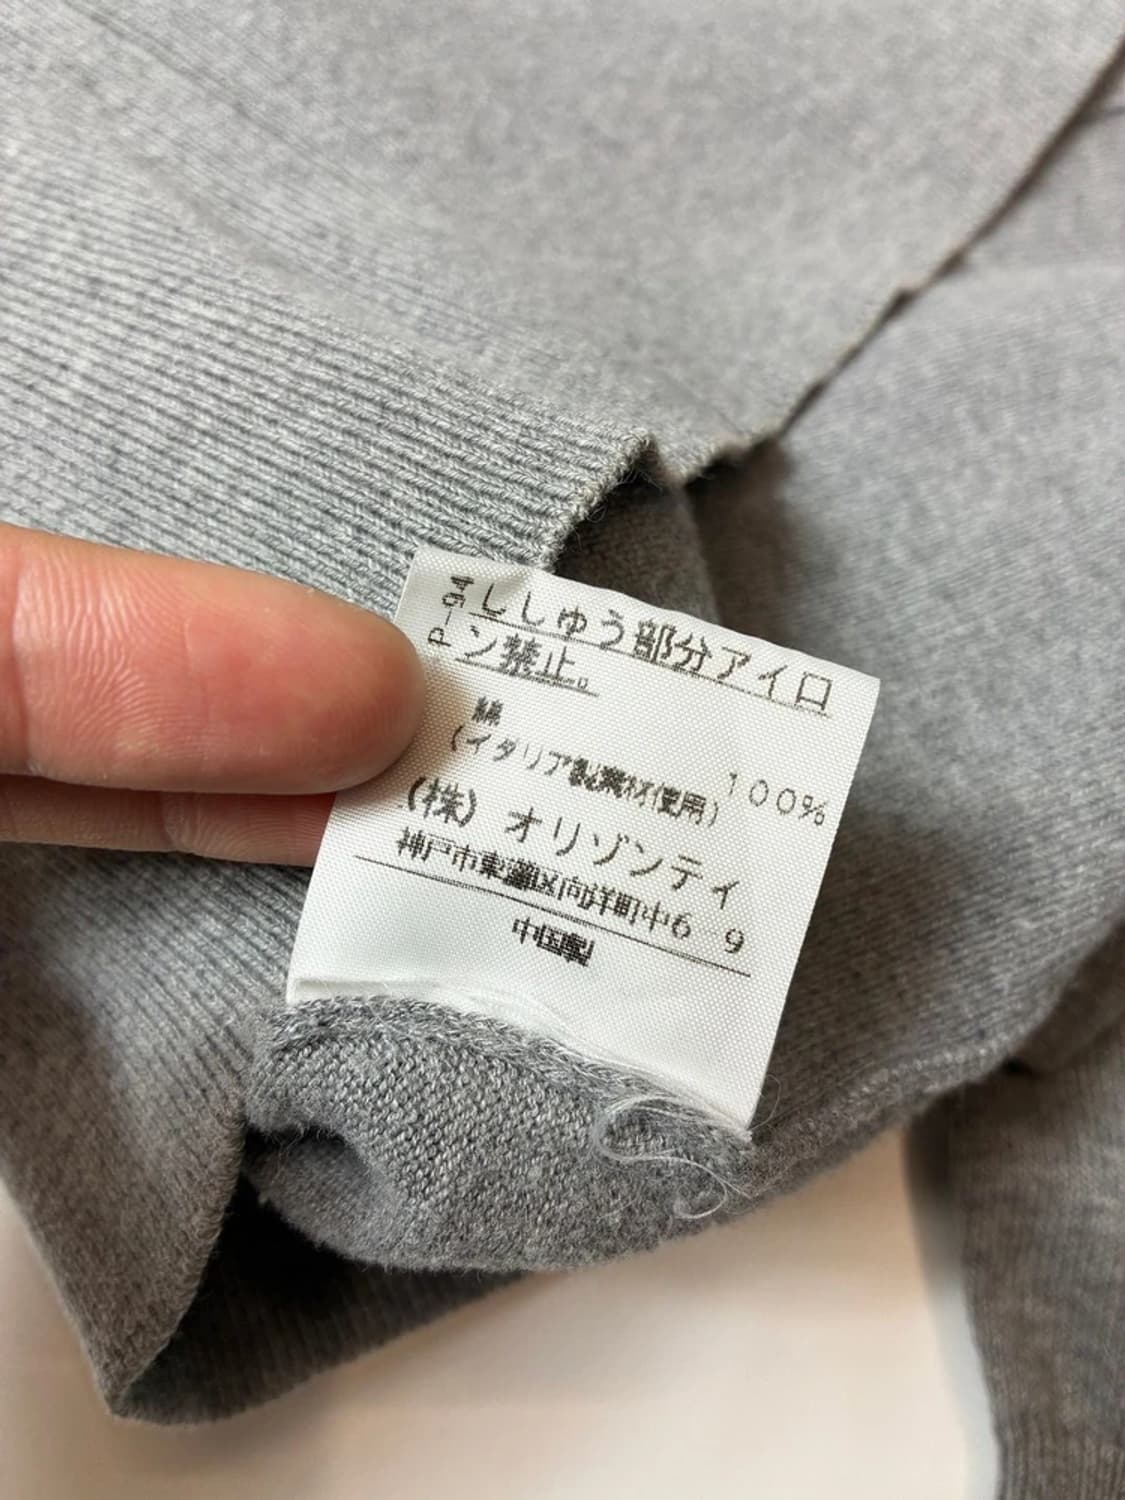 P-94
ししゅう部分アイロ
ン禁止。
綿 100%
(イタリア製素材使用)
(株) オリゾンティ
神戸市東灘区向洋町中6 9
中国製